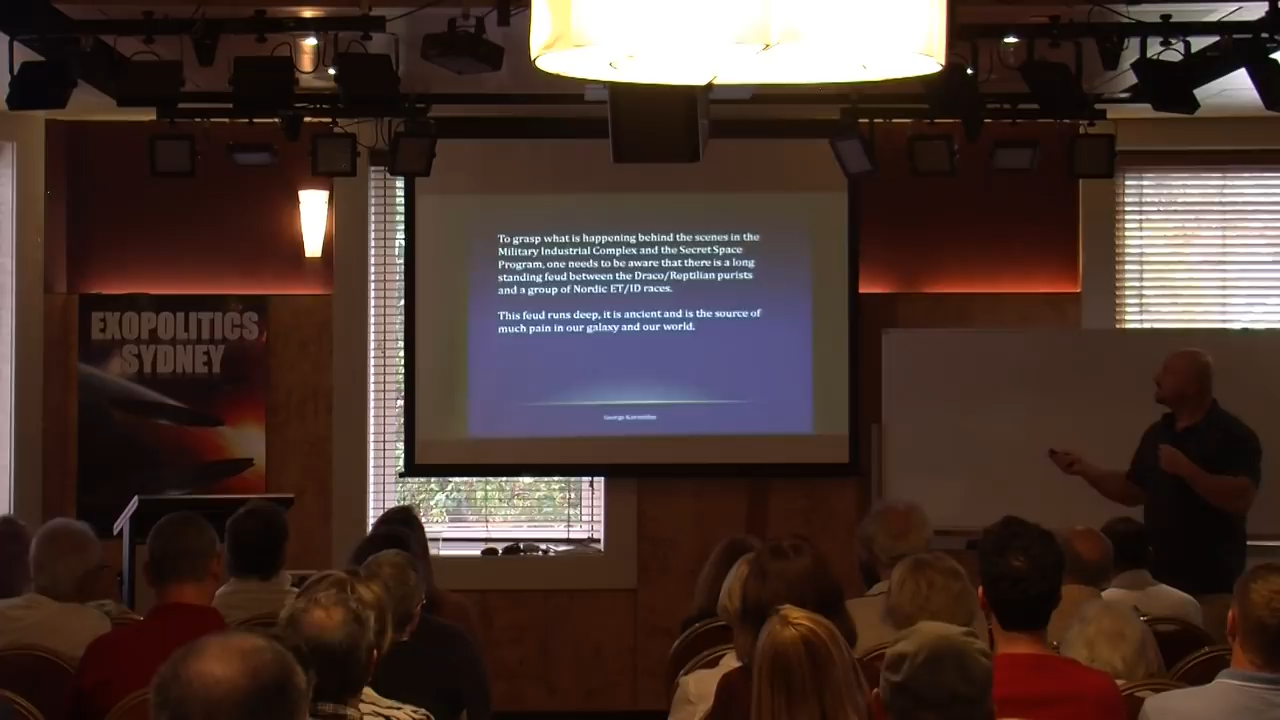 EXOPOLITICS
SYDNEY
To grasp what is happening behind the scenes in the
Military Industrial Complex and the Secret Space
Program, one needs to be aware that there is a long
standing feud between the Draco/Reptilian purists
and a group of Nordic ET/ID races.
This feud runs deep, it is ancient and is the source of
much pain in our galaxy and our world.
George